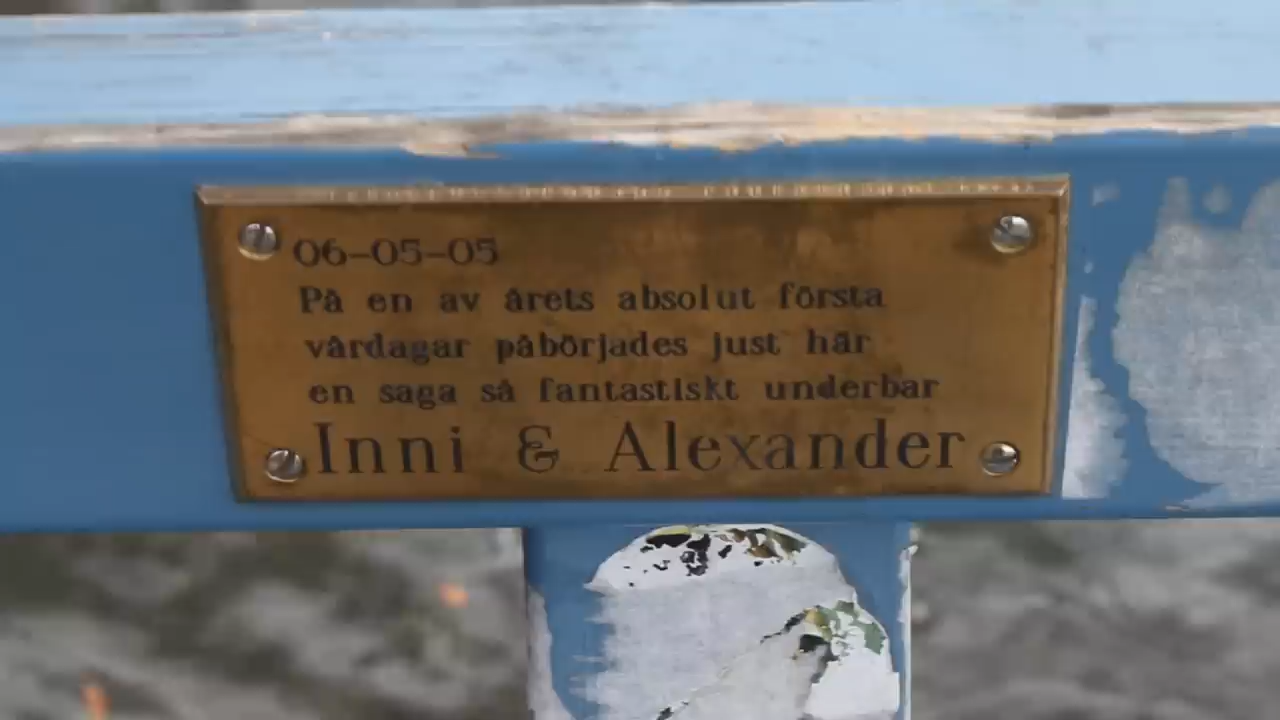 06-05-05
På en av årets absolut första
vårdagar påbörjades just här
en saga så fantastiskt underbar
Inni & Alexander